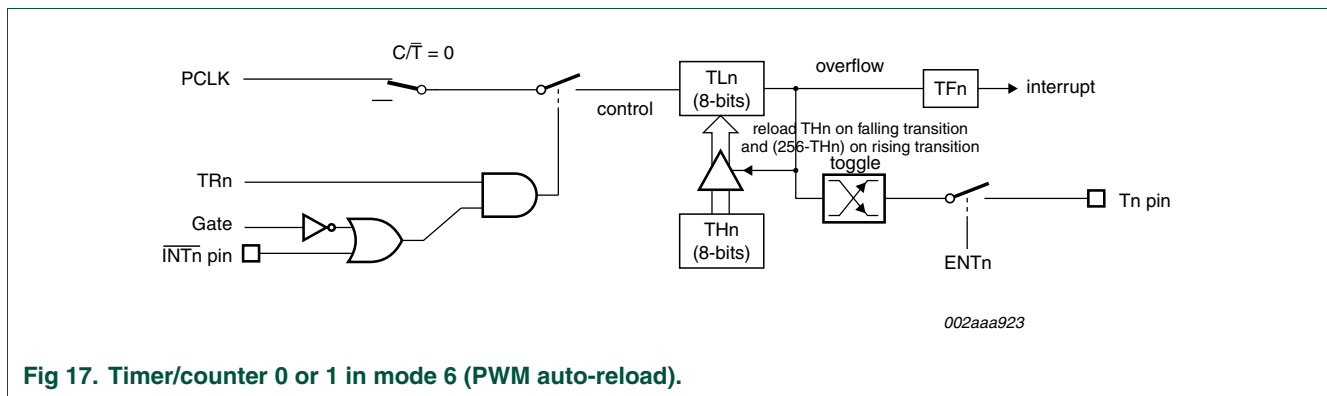 C/T̅ = 0
PCLK
TLn
(8-bits)
overflow
TFn
interrupt
control
reload THn on falling transition
and (256-THn) on rising transition
toggle
TRn
Gate
I̅N̅T̅n̅ pin
THn
(8-bits)
Tn pin
ENTn
002aaa923
Fig 17. Timer/counter 0 or 1 in mode 6 (PWM auto-reload).